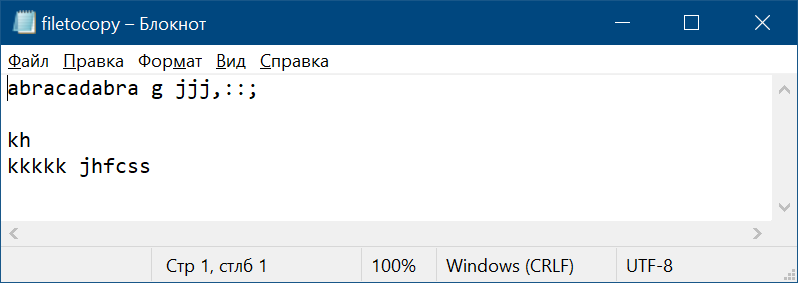 filetocopy – Блокнот
Файл Правка Формат Вид Справка
abracadabra g jjj,::;

kh
kkkkk jhfcss
Стр 1, стлб 1 100% Windows (CRLF) UTF-8